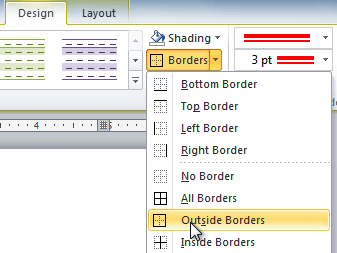 Design Layout
Shading
Borders 3 pt
Bottom Border
Top Border
Left Border
Right Border
No Border
All Borders
Outside Borders
Inside Borders
4